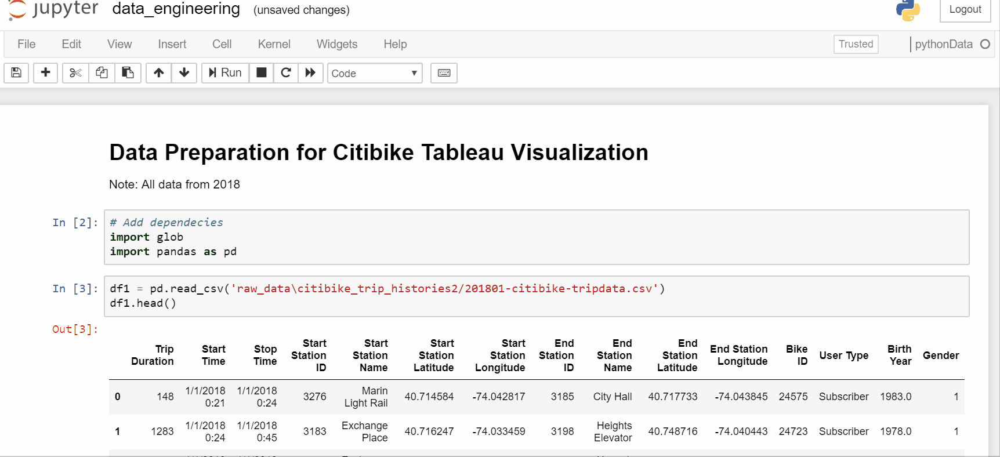 jupyter data_engineering (unsaved changes) Logout
File Edit View Insert Cell Kernel Widgets Help Trusted pythonData
Run Code
Data Preparation for Citibike Tableau Visualization
Note: All data from 2018
In [2]: # Add dependecies
import glob
import pandas as pd
In [3]: df1 = pd.read_csv('raw_data\citibike_trip_histories2/201801-citibike-tripdata.csv')
df1.head()
Out[3]:
Trip Duration Start Time Stop Time Start Station ID Start Station Name Start Station Latitude Start Station Longitude End Station ID End Station Name End Station Latitude End Station Longitude Bike ID User Type Birth Year Gender
0 148 1/1/2018 0:21 1/1/2018 0:24 3276 Marin Light Rail 40.714584 -74.042817 3185 City Hall 40.717733 -74.043845 24575 Subscriber 1983.0 1
1 1283 1/1/2018 0:24 1/1/2018 0:45 3183 Exchange Place 40.716247 -74.033459 3198 Heights Elevator 40.748716 -74.040443 24723 Subscriber 1978.0 1